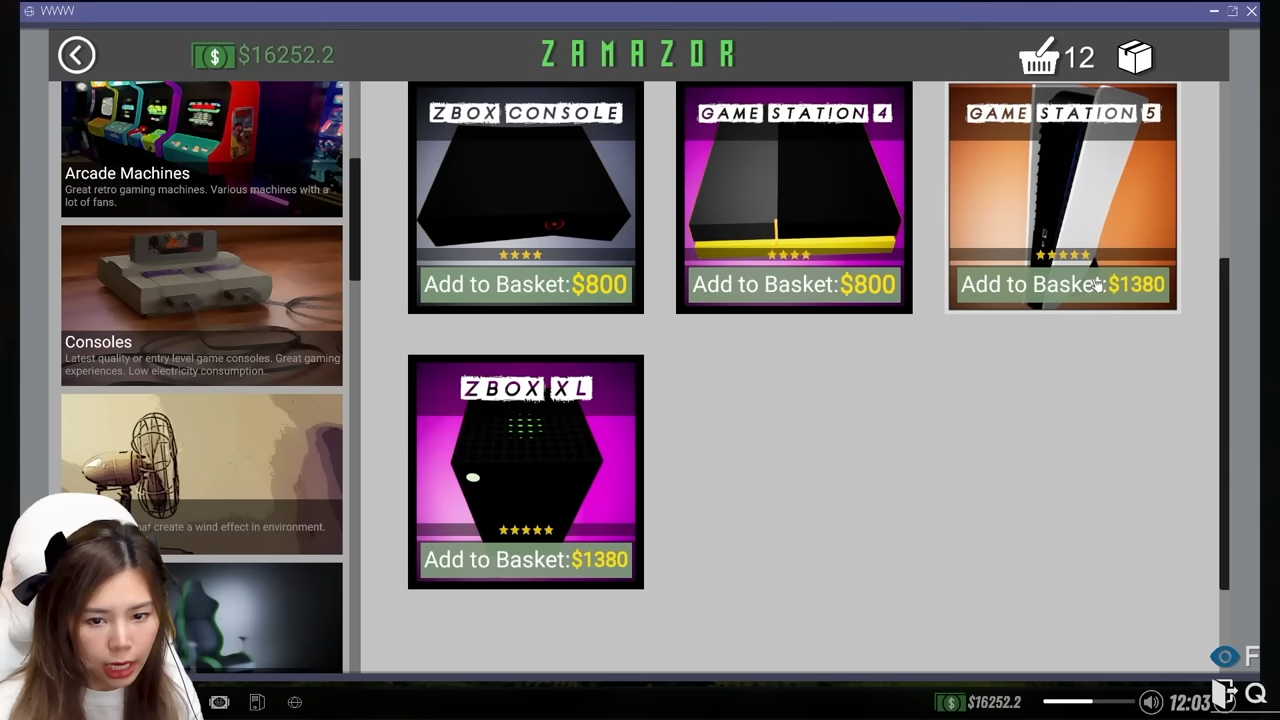 WWW
$16252.2
ZAMAZOR
12
Arcade Machines
Great retro gaming machines. Various machines with a
lot of fans.
Consoles
Latest quality or entry level game consoles. Great gaming
experiences. Low electricity consumption.
hat create a wind effect in environment.
ZBOX CONSOLE
Add to Basket:$800
GAME STATION 4
Add to Basket:$800
GAME STATION 5
Add to Basket:$1380
ZBOX XL
Add to Basket:$1380
F
$16252.2
12:03
Q